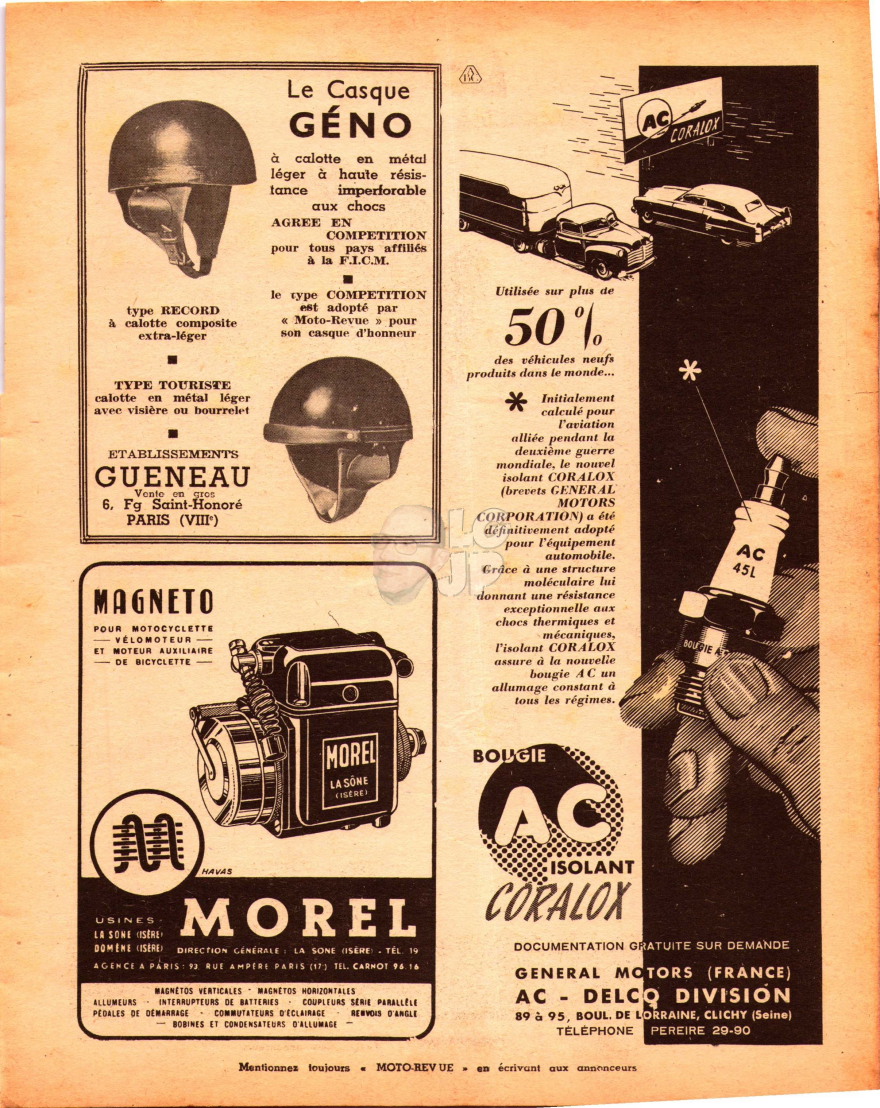 Le Casque
GÉNO
à calotte en métal
léger à haute résis-
tance imperforable
aux chocs
AGREE EN
COMPETITION
pour tous pays affiliés
à la F.I.C.M.
le type COMPETITION
est adopté par
« Moto-Revue » pour
son casque d'honneur
type RECORD
à calotte composite
extra-léger
TYPE TOURISTE
calotte en métal léger
avec visière ou bourrelet
ETABLISSEMENTS
GUENEAU
Vente en gros
6, Fg Saint-Honoré
PARIS (VIIIe)
MAGNETO
POUR MOTOCYCLETTE
— VÉLOMOTEUR —
ET MOTEUR AUXILIAIRE
— DE BICYCLETTE —
MOREL
LA SÔNE
(ISÈRE)
HAVAS
USINES
LA SONE (ISÈRE)
DOMÈNE (ISÈRE)
MOREL
DIRECTION GÉNÉRALE : LA SONE (ISÈRE) - TÉL. 19
AGENCE A PARIS : 93, RUE AMPÈRE PARIS (17e) TEL. CARNOT 96-16
MAGNÉTOS VERTICALES - MAGNÉTOS HORIZONTALES
ALLUMEURS - INTERRUPTEURS DE BATTERIES - COUPLEURS SÉRIE PARALLÈLE
PÉDALES DE DÉMARRAGE - COMMUTATEURS D'ÉCLAIRAGE - RENVOIS D'ANGLE
— BOBINES ET CONDENSATEURS D'ALLUMAGE —
AC
CORALOX
Utilisée sur plus de
50%
des véhicules neufs
produits dans le monde...
* Initialement
calculé pour
l'aviation
alliée pendant la
deuxième guerre
mondiale, le nouvel
isolant CORALOX
(brevets GENERAL
MOTORS
CORPORATION) a été
définitivement adopté
pour l'équipement
automobile.
Grâce à une structure
moléculaire lui
donnant une résistance
exceptionnelle aux
chocs thermiques et
mécaniques,
l'isolant CORALOX
assure à la nouvelle
bougie AC un
allumage constant à
tous les régimes.
*
AC
45L
BOUGIE AC
BOUGIE
AC
ISOLANT
CORALOX
DOCUMENTATION GRATUITE SUR DEMANDE
GENERAL MOTORS (FRANCE)
AC - DELCO DIVISION
89 à 95, BOUL. DE LORRAINE, CLICHY (Seine)
TÉLÉPHONE PEREIRE 29-90
LO
JP
Mentionnez toujours « MOTO-REVUE » en écrivant aux annonceurs